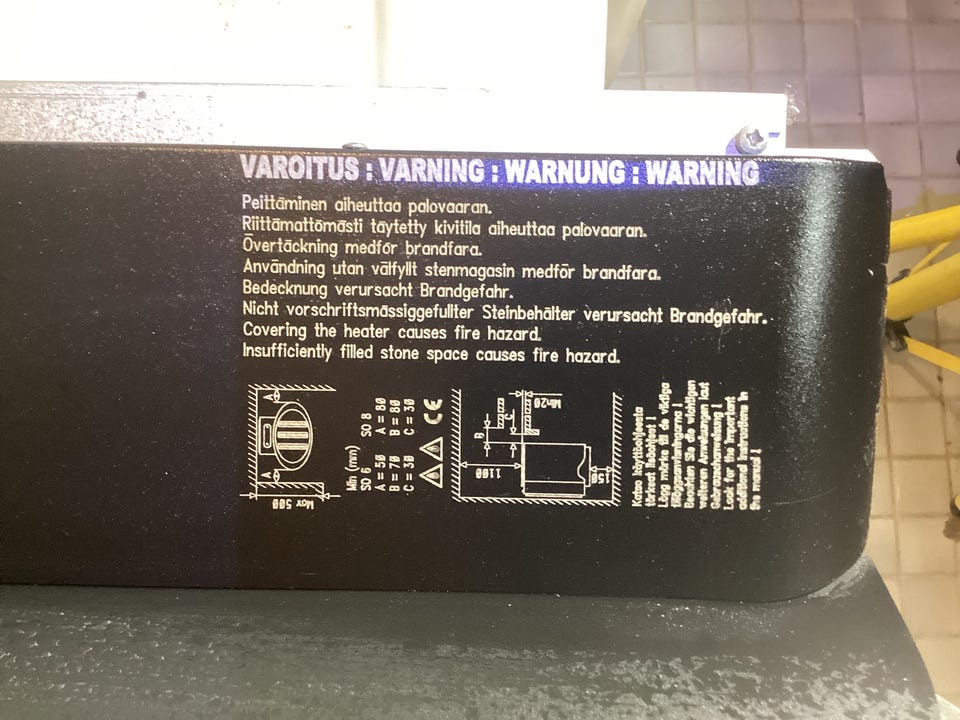 VAROITUS : VARNING : WARNUNG : WARNING
Peittäminen aiheuttaa palovaaran.
Riittämattömästi täytetty kivitila aiheuttaa palovaaran.
Övertäckning medför brandfara.
Användning utan välfyllt stenmagasin medför brandfara.
Bedecknung verursacht Brandgefahr.
Nicht vorschriftsmässiggefullter Steinbehälter verursacht Brandgefahr.
Covering the heater causes fire hazard.
Insufficiently filled stone space causes fire hazard.
A
A
Max 500
Min (mm)
SO 6
A = 50
B = 70
C = 30
SO 8
A = 80
B = 80
C = 30
CE
Min20
C
B
1100
150
Katso käyttöohjeesta
tärkeät lisäohjeet !
Lägg märke till de viktiga
Beachten Sie die wichtigen
weiteren Anweisungen laut
Gebrauchsanweisung !
Look for the important
additional instructions in
the manual !